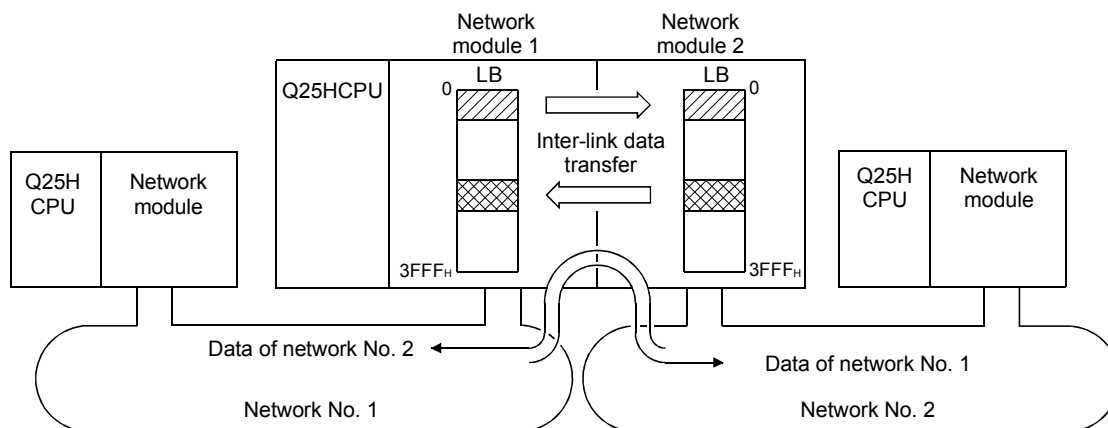 Network
module 1
Network
module 2
Q25HCPU
LB
0
LB
0
Inter-link data
transfer
3FFFH
3FFFH
Q25H
CPU
Network
module
Q25H
CPU
Network
module
Data of network No. 2
Data of network No. 1
Network No. 1
Network No. 2